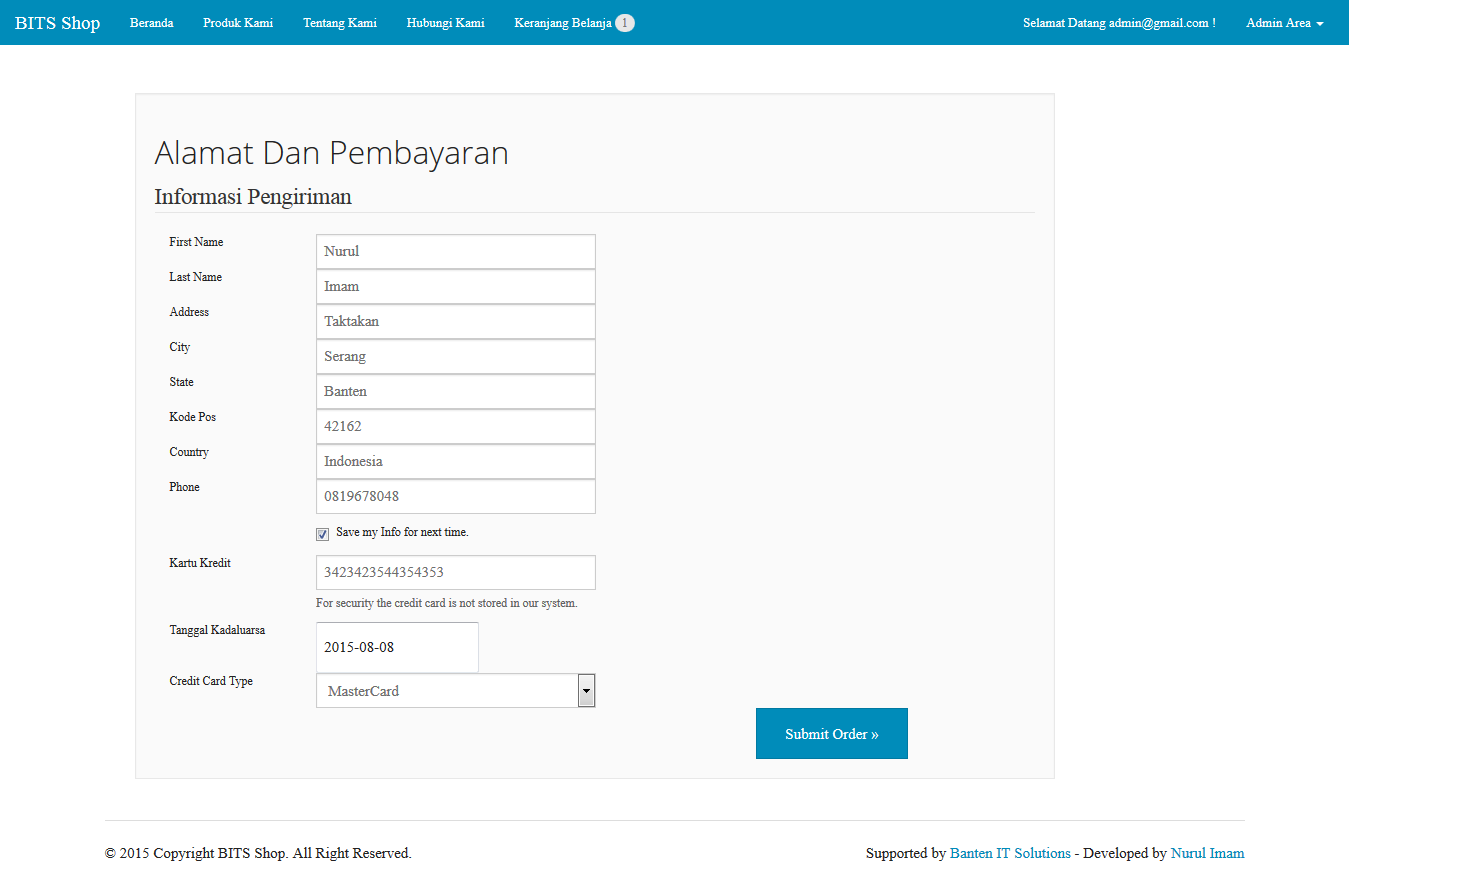 BITS Shop Beranda Produk Kami Tentang Kami Hubungi Kami Keranjang Belanja 1 Selamat Datang admin@gmail.com ! Admin Area
Alamat Dan Pembayaran
Informasi Pengiriman
First Name Nurul
Last Name Imam
Address Taktakan
City Serang
State Banten
Kode Pos 42162
Country Indonesia
Phone 0819678048
Save my Info for next time.
Kartu Kredit 3423423544354353
For security the credit card is not stored in our system.
Tanggal Kadaluarsa 2015-08-08
Credit Card Type MasterCard
Submit Order »
© 2015 Copyright BITS Shop. All Right Reserved. Supported by Banten IT Solutions - Developed by Nurul Imam